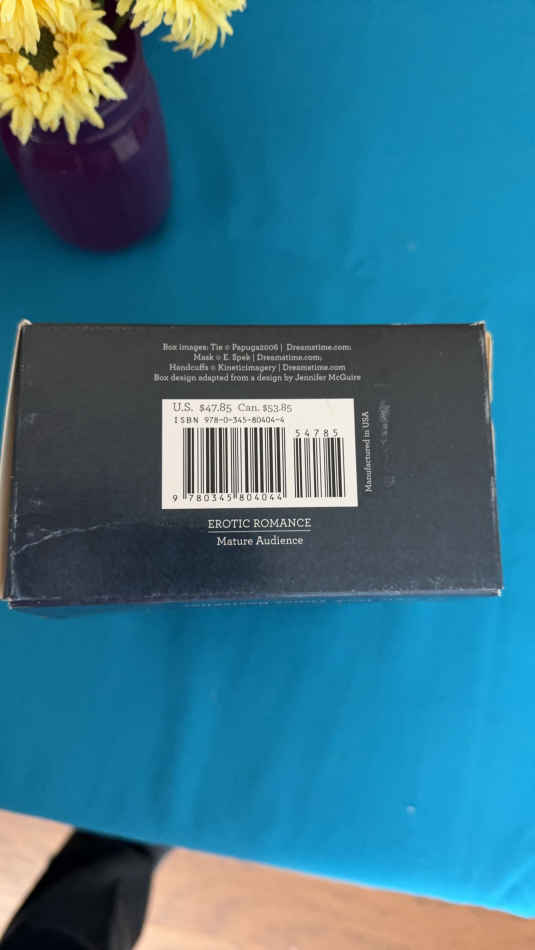 Box images: Tie © Papuga2006 | Dreamstime.com;
Mask © E. Spek | Dreamstime.com;
Handcuffs © Kineticimagery | Dreamstime.com
Box design adapted from a design by Jennifer McGuire
U.S. $47.85 Can. $53.85
ISBN 978-0-345-80404-4
54785
9 780345 804044
Manufactured in USA
EROTIC ROMANCE
Mature Audience